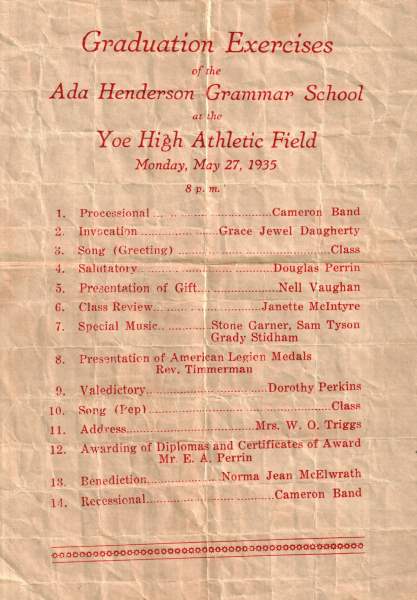 Graduation Exercises
of the
Ada Henderson Grammar School
at the
Yoe High Athletic Field
Monday, May 27, 1935
8 p. m.
1. Processional Cameron Band
2. Invocation Grace Jewel Daugherty
3. Song (Greeting) Class
4. Salutatory Douglas Perrin
5. Presentation of Gift Nell Vaughan
6. Class Review Janette McIntyre
7. Special Music Stone Garner, Sam Tyson
Grady Stidham
8. Presentation of American Legion Medals
Rev. Timmerman
9. Valedictory Dorothy Perkins
10. Song (Pep) Class
11. Address Mrs. W. O. Triggs
12. Awarding of Diplomas and Certificates of Award
Mr. E. A. Perrin
13. Benediction Norma Jean McElwrath
14. Recessional Cameron Band